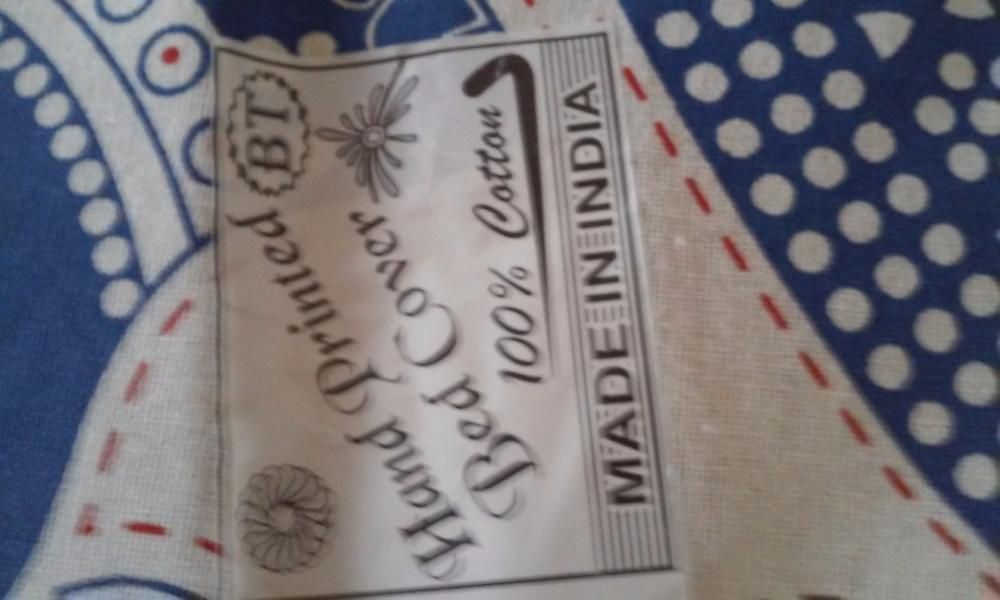 BT
Hand Printed
Bed Cover
100% Cotton
MADE IN INDIA